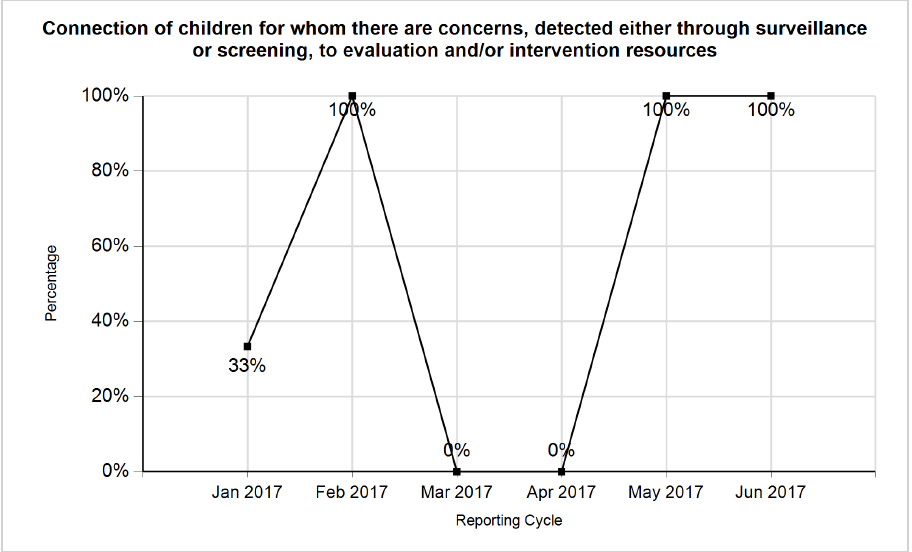 Connection of children for whom there are concerns, detected either through surveillance
or screening, to evaluation and/or intervention resources
100%
80%
60%
40%
20%
0%
Percentage
33%
100%
0%
0%
100%
100%
Jan 2017
Feb 2017
Mar 2017
Apr 2017
May 2017
Jun 2017
Reporting Cycle